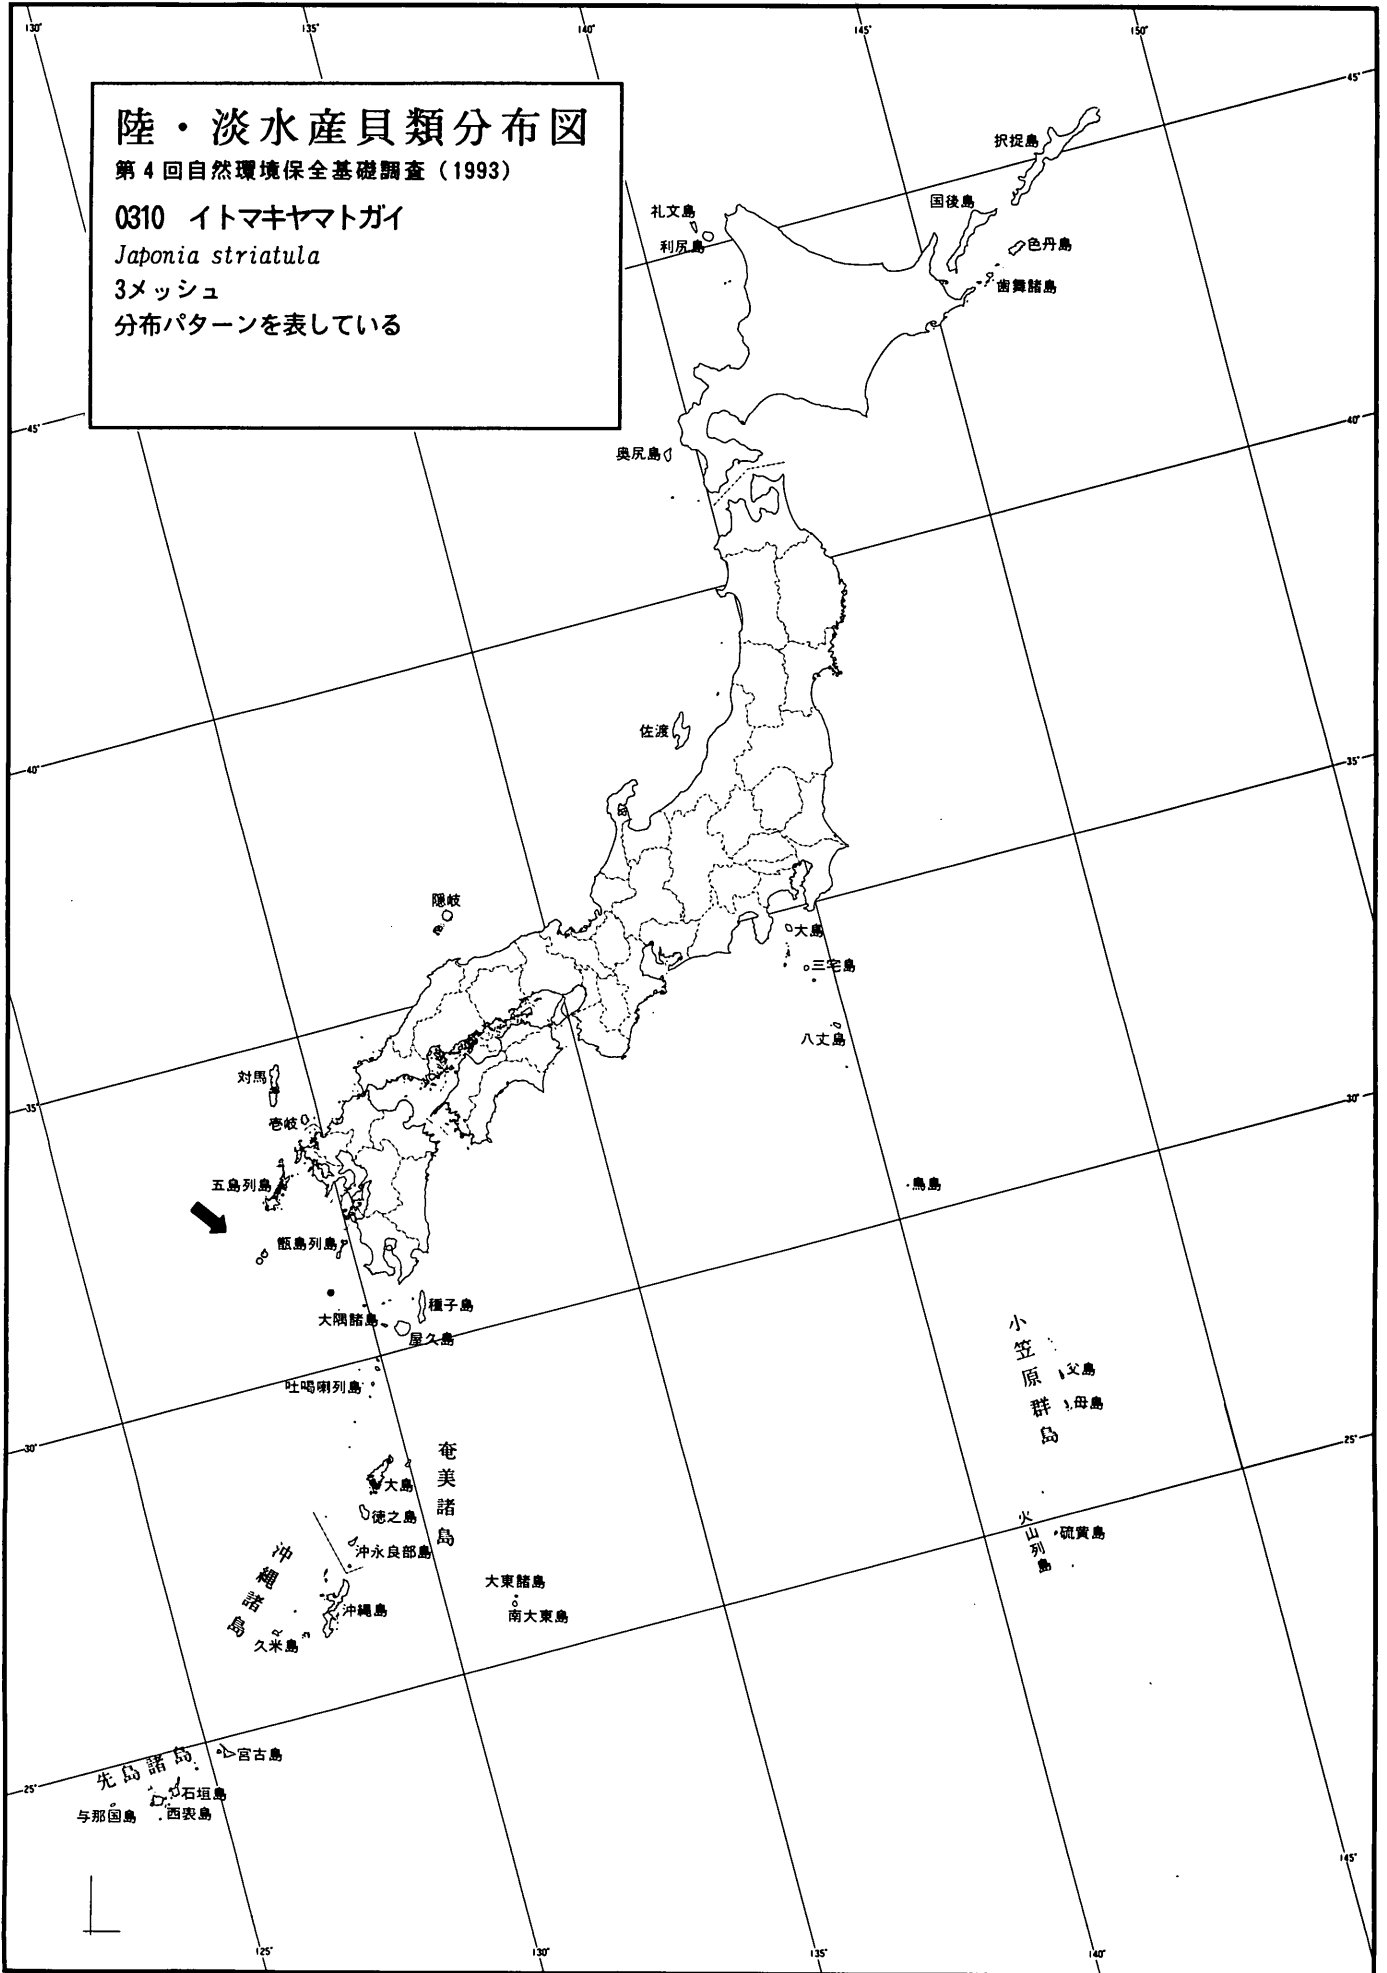 130°
135°
140°
145°
150°
陸・淡水産貝類分布図
第4回自然環境保全基礎調査（1993）
0310 イトマキヤマトガイ
Japonia striatula
3メッシュ
分布パターンを表している
45°
択捉島
国後島
色丹島
歯舞諸島
礼文島
利尻島
45°
40°
奥尻島
佐渡
40°
35°
隠岐
大島
三宅島
八丈島
対馬
35°
壱岐
30°
五島列島
鳥島
甑島列島
大隅諸島
種子島
屋久島
吐喝喇列島
小笠原群島
父島
母島
30°
25°
奄美諸島
大島
徳之島
沖永良部島
火山列島
硫黄島
沖縄諸島
沖縄島
久米島
大東諸島
南大東島
先島諸島
宮古島
石垣島
西表島
与那国島
25°
145°
125°
130°
135°
140°